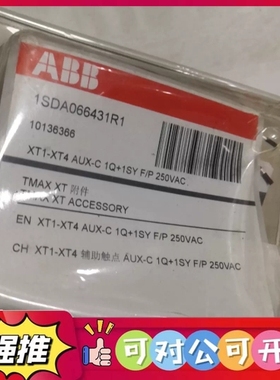 ABB
1SDA066431R1
10136366
XT1-XT4 AUX-C 1Q+1SY F/P 250VAC
TMAX XT 附件
XT ACCESSORY
EN XT1-XT4 AUX-C 1Q+1SY F/P 250VAC
CH XT1-XT4 辅助触点 AUX-C 1Q+1SY F/P 250VAC
强推
可对公可开